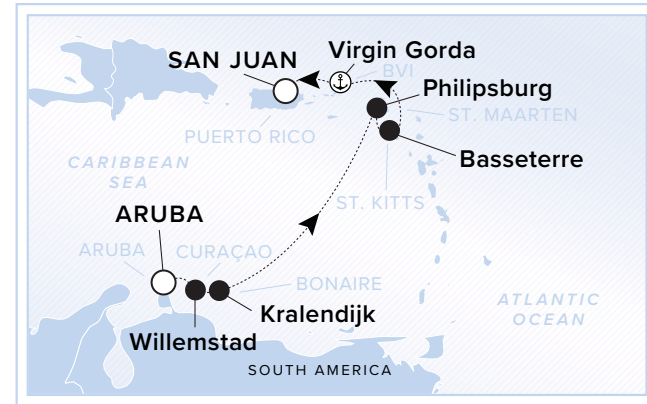 SAN JUAN
Virgin Gorda
BVI
Philipsburg
ST. MAARTEN
PUERTO RICO
Basseterre
CARIBBEAN
SEA
ST. KITTS
ARUBA
ARUBA
CURAÇAO
BONAIRE
Kralendijk
ATLANTIC
OCEAN
Willemstad
SOUTH AMERICA